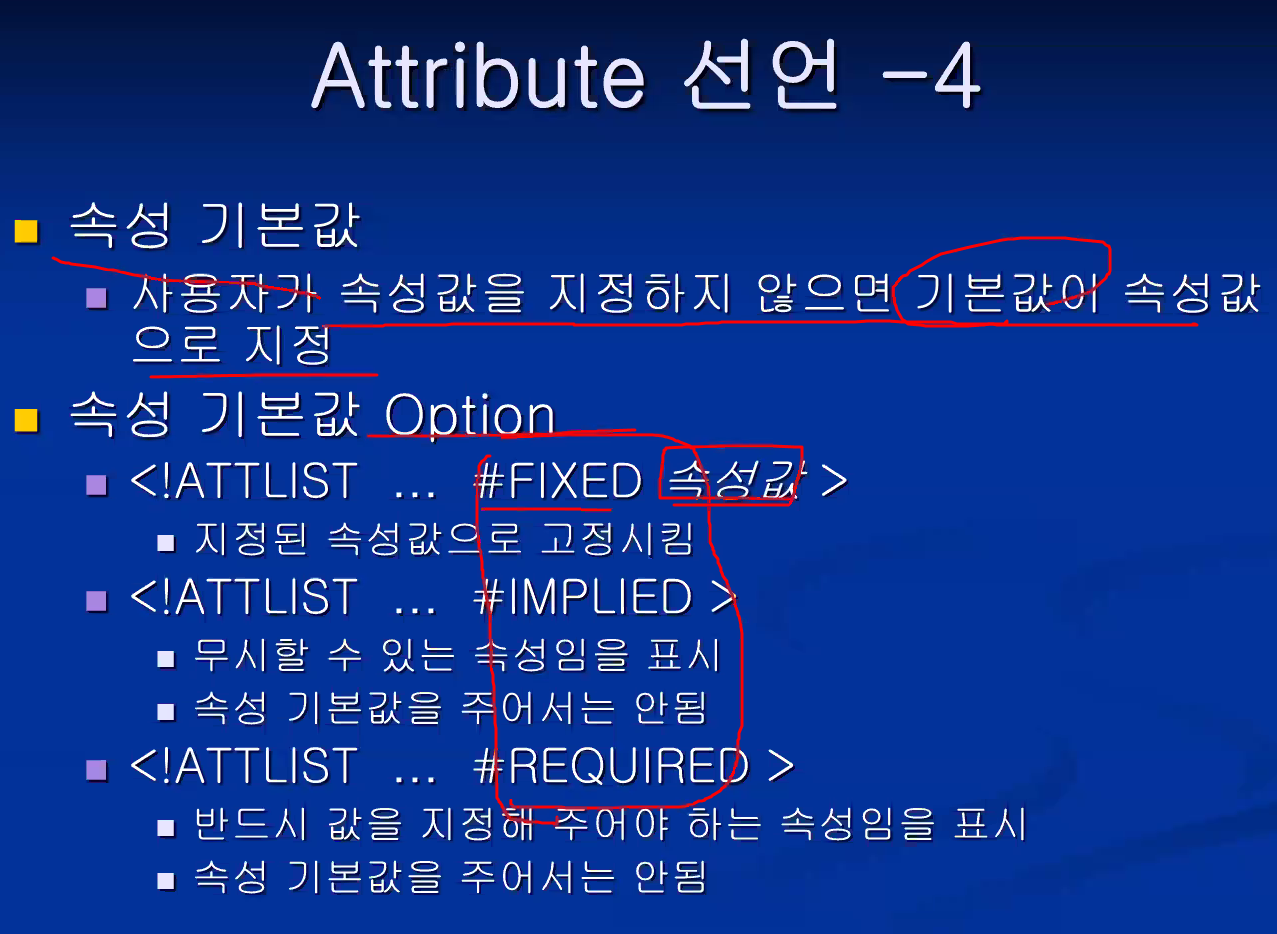 Attribute 선언 -4
속성 기본값
사용자가 속성값을 지정하지 않으면 기본값이 속성값
으로 지정
속성 기본값 Option
<!ATTLIST ... #FIXED 속성값 >
지정된 속성값으로 고정시킴
<!ATTLIST ... #IMPLIED >
무시할 수 있는 속성임을 표시
속성 기본값을 주어서는 안됨
<!ATTLIST ... #REQUIRED >
반드시 값을 지정해 주어야 하는 속성임을 표시
속성 기본값을 주어서는 안됨